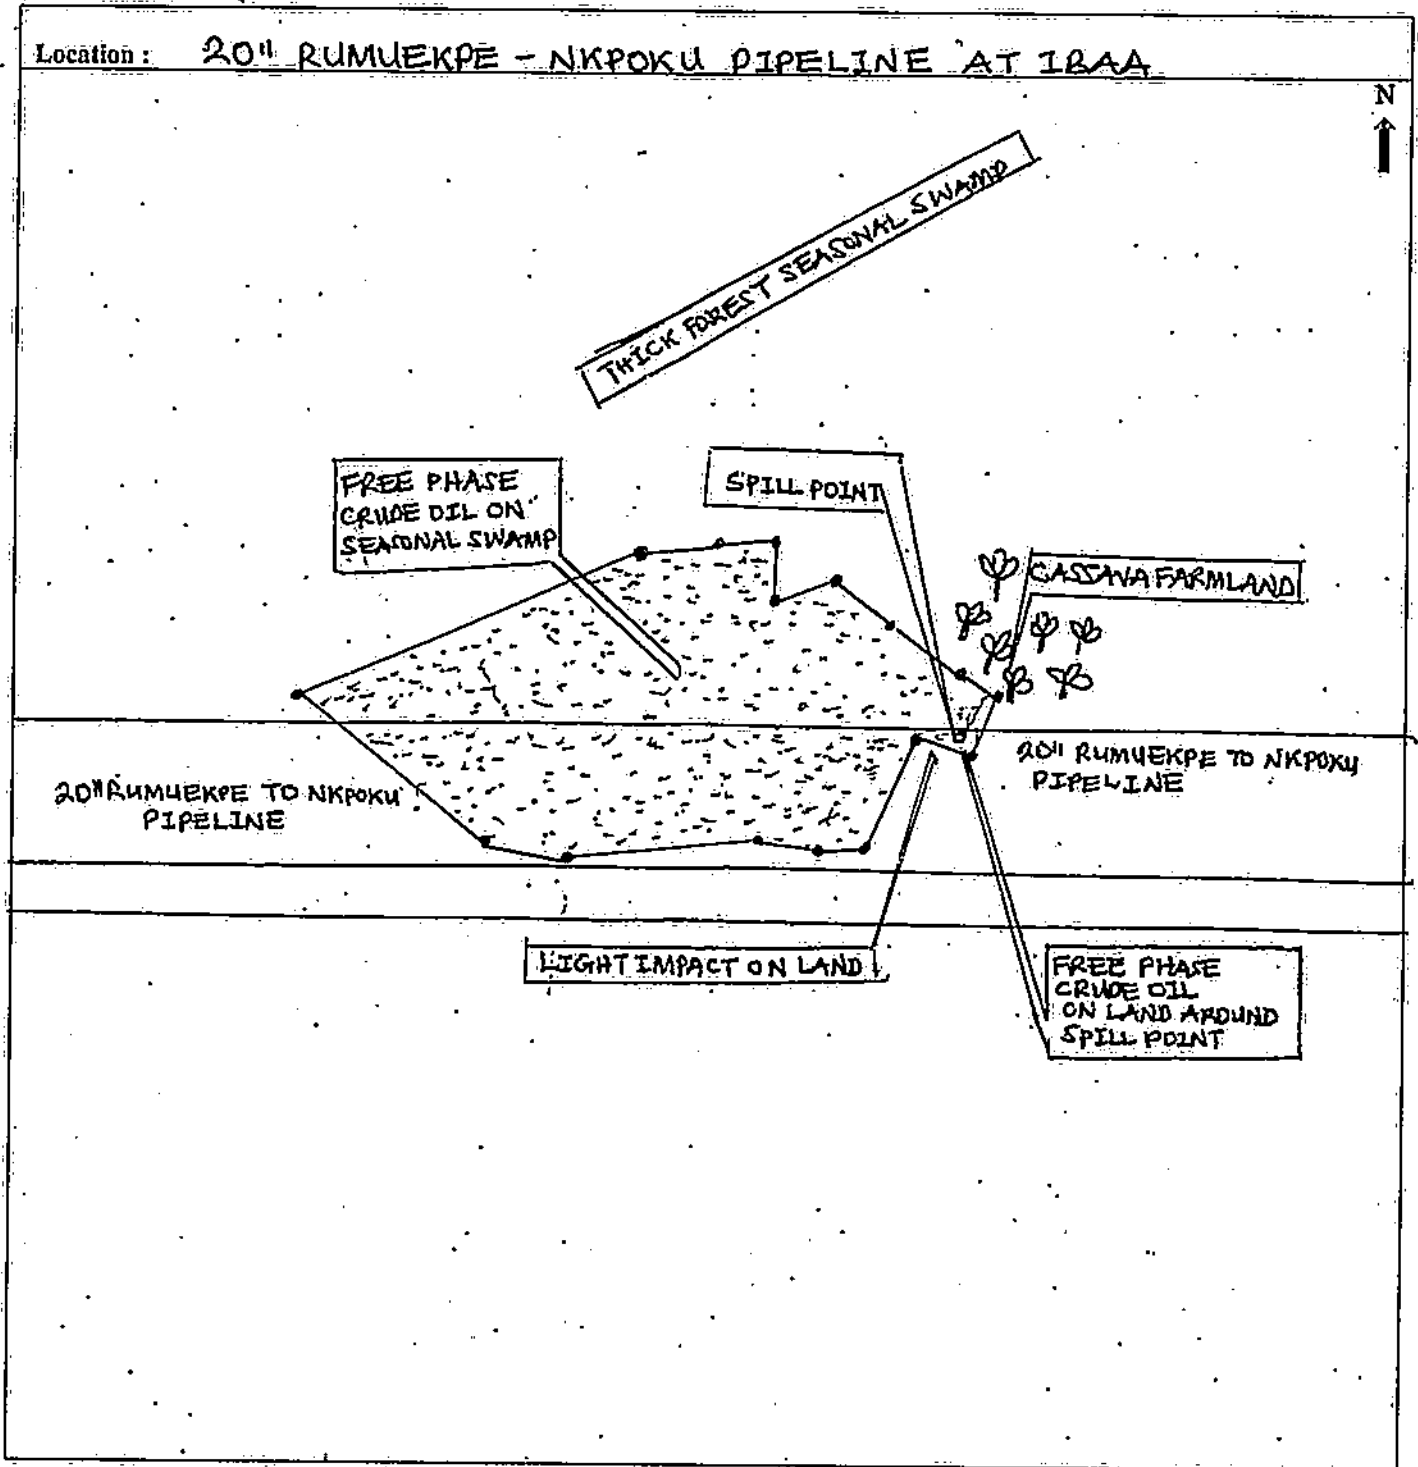 Location : 20" RUMUEKPE - NKPOKU PIPELINE AT IBAA
N
THICK FOREST SEASONAL SWAMP
FREE PHASE
CRUDE OIL ON
SEASONAL SWAMP
SPILL POINT
CASSAVA FARMLAND
20" RUMUEKPE TO NKPOKU
PIPELINE
20" RUMUEKPE TO NKPOKU
PIPELINE
LIGHT IMPACT ON LAND
FREE PHASE
CRUDE OIL
ON LAND AROUND
SPILL POINT